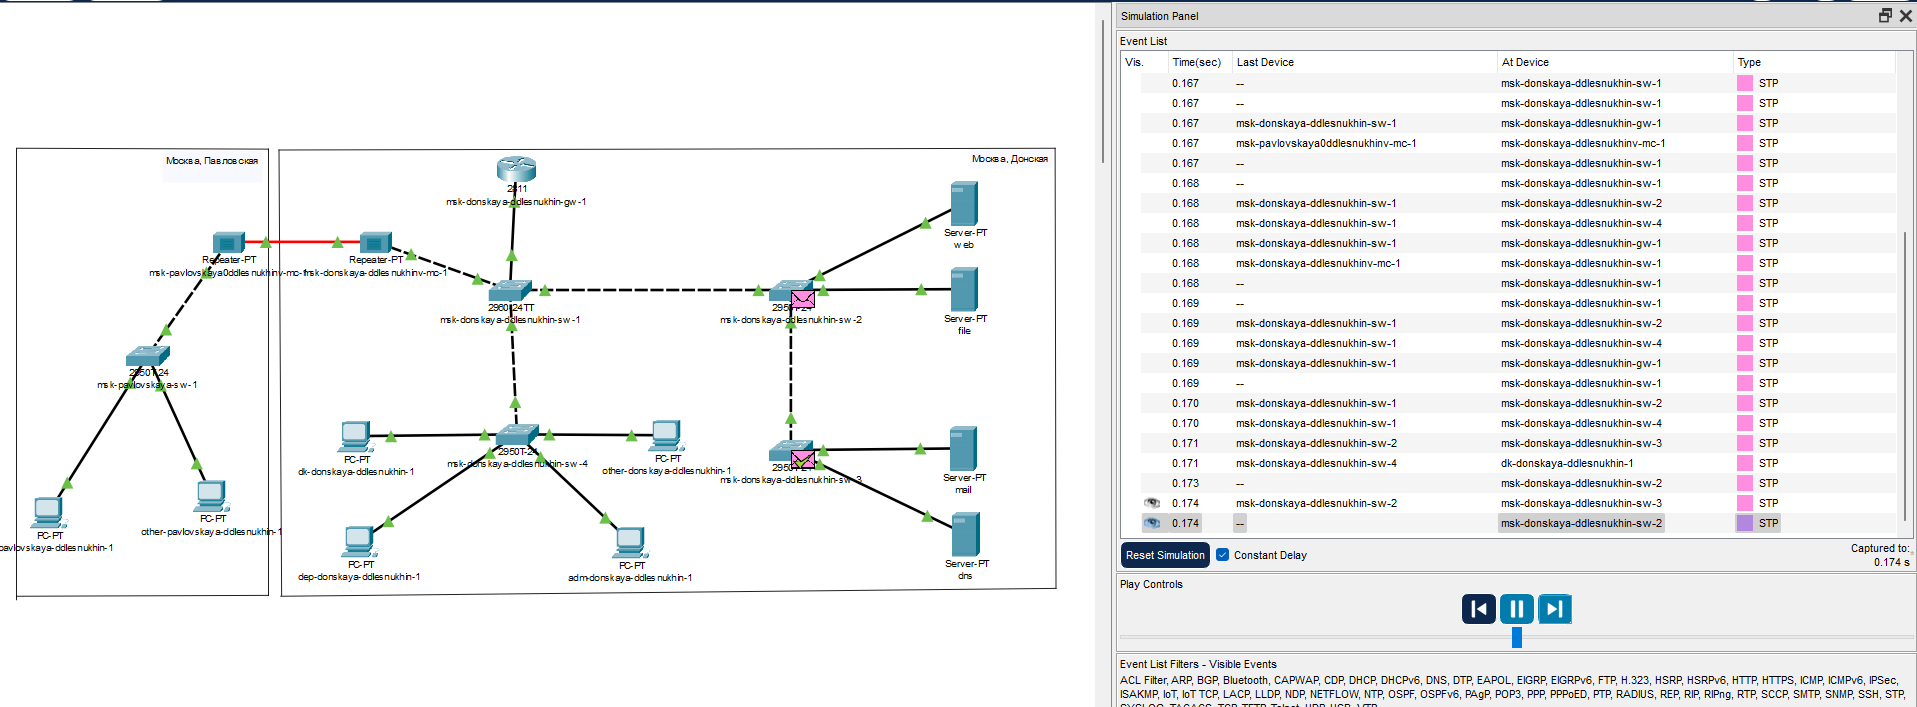 Москва, Павловская
Москва, Донская
2811
msk-donskaya-ddlesnukhin-gw-1
Server-PT
web
Repeater-PT
msk-pavlovskaya0ddlesnukhinv-mc-1
Repeater-PT
msk-donskaya-ddlesnukhinv-mc-1
2960-24TT
msk-donskaya-ddlesnukhin-sw-1
msk-donskaya-ddlesnukhin-sw-2
Server-PT
file
2950T-24
msk-pavlovskaya-sw-1
2950T-24
msk-donskaya-ddlesnukhin-sw-4
PC-PT
dk-donskaya-ddlesnukhin-1
PC-PT
other-donskaya-ddlesnukhin-1
msk-donskaya-ddlesnukhin-sw-3
Server-PT
mail
PC-PT
other-pavlovskaya-ddlesnukhin-1
PC-PT
pavlovskaya-ddlesnukhin-1
PC-PT
dep-donskaya-ddlesnukhin-1
PC-PT
adm-donskaya-ddlesnukhin-1
Server-PT
dns
Simulation Panel
Event List
Vis. Time(sec) Last Device At Device Type
0.167 -- msk-donskaya-ddlesnukhin-sw-1 STP
0.167 -- msk-donskaya-ddlesnukhin-sw-1 STP
0.167 msk-donskaya-ddlesnukhin-sw-1 msk-donskaya-ddlesnukhin-gw-1 STP
0.167 msk-pavlovskaya0ddlesnukhinv-mc-1 msk-donskaya-ddlesnukhinv-mc-1 STP
0.167 -- msk-donskaya-ddlesnukhin-sw-1 STP
0.168 -- msk-donskaya-ddlesnukhin-sw-1 STP
0.168 msk-donskaya-ddlesnukhin-sw-1 msk-donskaya-ddlesnukhin-sw-2 STP
0.168 msk-donskaya-ddlesnukhin-sw-1 msk-donskaya-ddlesnukhin-sw-4 STP
0.168 msk-donskaya-ddlesnukhin-sw-1 msk-donskaya-ddlesnukhin-gw-1 STP
0.168 msk-donskaya-ddlesnukhinv-mc-1 msk-donskaya-ddlesnukhin-sw-1 STP
0.168 -- msk-donskaya-ddlesnukhin-sw-1 STP
0.169 -- msk-donskaya-ddlesnukhin-sw-1 STP
0.169 msk-donskaya-ddlesnukhin-sw-1 msk-donskaya-ddlesnukhin-sw-2 STP
0.169 msk-donskaya-ddlesnukhin-sw-1 msk-donskaya-ddlesnukhin-sw-4 STP
0.169 msk-donskaya-ddlesnukhin-sw-1 msk-donskaya-ddlesnukhin-gw-1 STP
0.169 -- msk-donskaya-ddlesnukhin-sw-1 STP
0.170 msk-donskaya-ddlesnukhin-sw-1 msk-donskaya-ddlesnukhin-sw-2 STP
0.170 msk-donskaya-ddlesnukhin-sw-1 msk-donskaya-ddlesnukhin-sw-4 STP
0.171 msk-donskaya-ddlesnukhin-sw-2 msk-donskaya-ddlesnukhin-sw-3 STP
0.171 msk-donskaya-ddlesnukhin-sw-4 dk-donskaya-ddlesnukhin-1 STP
0.173 -- msk-donskaya-ddlesnukhin-sw-2 STP
0.174 msk-donskaya-ddlesnukhin-sw-2 msk-donskaya-ddlesnukhin-sw-3 STP
0.174 -- msk-donskaya-ddlesnukhin-sw-2 STP
Reset Simulation Constant Delay
Captured to:
0.174 s
Play Controls
Event List Filters - Visible Events
ACL Filter, ARP, BGP, Bluetooth, CAPWAP, CDP, DHCP, DHCPv6, DNS, DTP, EAPOL, EIGRP, EIGRPv6, FTP, H.323, HSRP, HSRPv6, HTTP, HTTPS, ICMP, ICMPv6, IPSec,
ISAKMP, IoT, IoT TCP, LACP, LLDP, NDP, NETFLOW, NTP, OSPF, OSPFv6, PAgP, POP3, PPP, PPPoED, PTP, RADIUS, REP, RIP, RIPng, RTP, SCCP, SMTP, SNMP, SSH, STP,